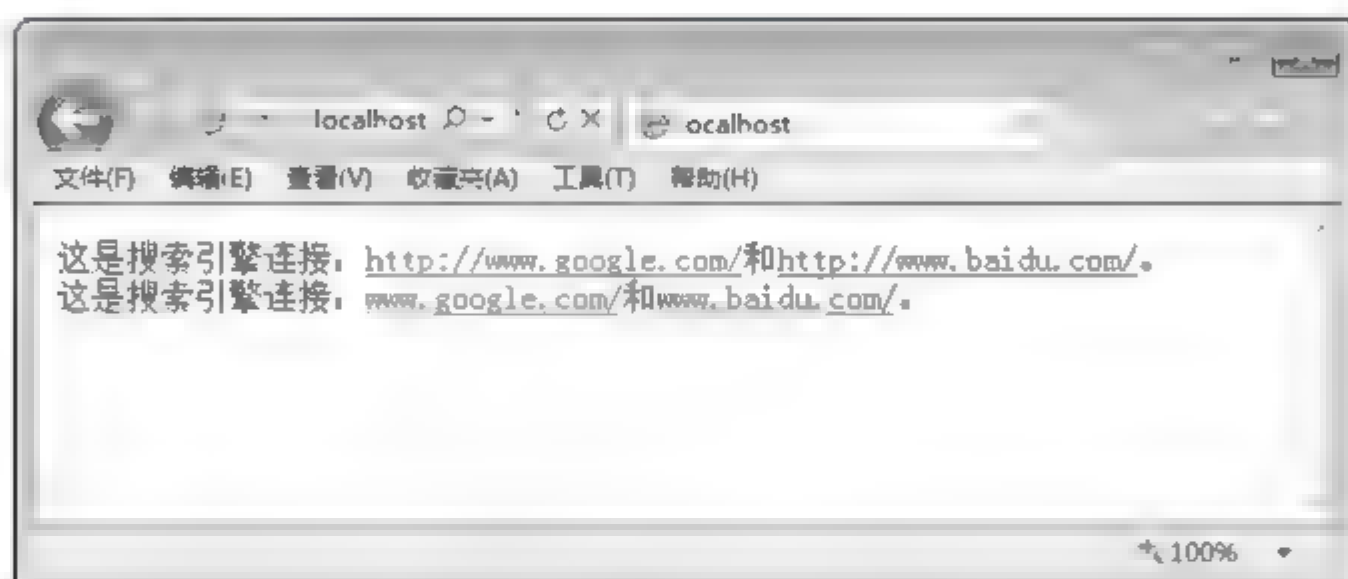 localhost
ocalhost
文件(F) 编辑(E) 查看(V) 收藏夹(A) 工具(T) 帮助(H)
这是搜索引擎连接：http://www.google.com/和http://www.baidu.com/。
这是搜索引擎连接：www.google.com/和www.baidu.com/。
100%